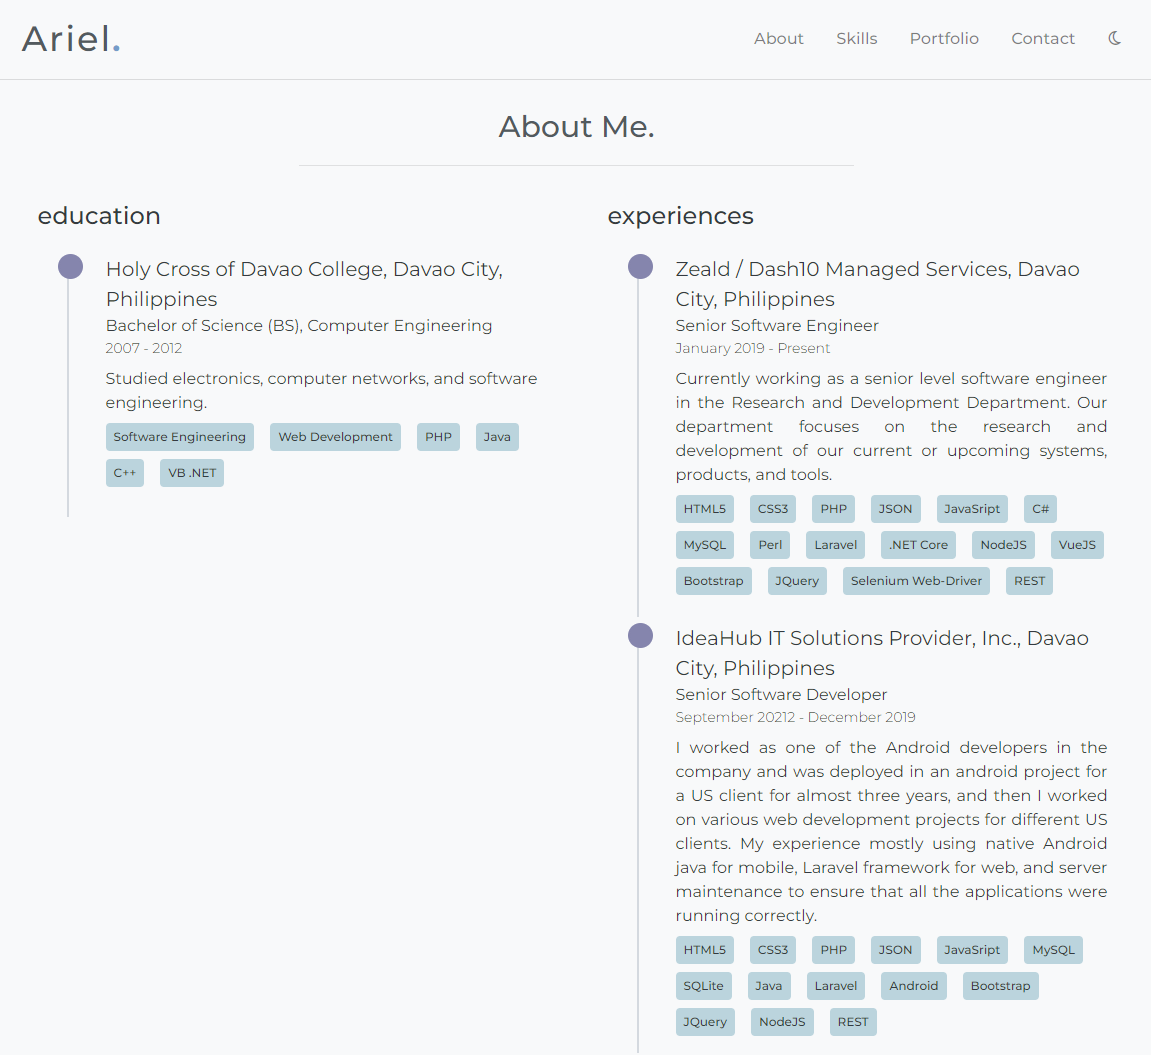 Ariel.
About Skills Portfolio Contact
About Me.
education
Holy Cross of Davao College, Davao City,
Philippines
Bachelor of Science (BS), Computer Engineering
2007 - 2012
Studied electronics, computer networks, and software
engineering.
Software Engineering Web Development PHP Java
C++ VB .NET
experiences
Zeald / Dash10 Managed Services, Davao
City, Philippines
Senior Software Engineer
January 2019 - Present
Currently working as a senior level software engineer
in the Research and Development Department. Our
department focuses on the research and
development of our current or upcoming systems,
products, and tools.
HTML5 CSS3 PHP JSON JavaSript C#
MySQL Perl Laravel .NET Core NodeJS VueJS
Bootstrap JQuery Selenium Web-Driver REST
IdeaHub IT Solutions Provider, Inc., Davao
City, Philippines
Senior Software Developer
September 20212 - December 2019
I worked as one of the Android developers in the
company and was deployed in an android project for
a US client for almost three years, and then I worked
on various web development projects for different US
clients. My experience mostly using native Android
java for mobile, Laravel framework for web, and server
maintenance to ensure that all the applications were
running correctly.
HTML5 CSS3 PHP JSON JavaSript MySQL
SQLite Java Laravel Android Bootstrap
JQuery NodeJS REST